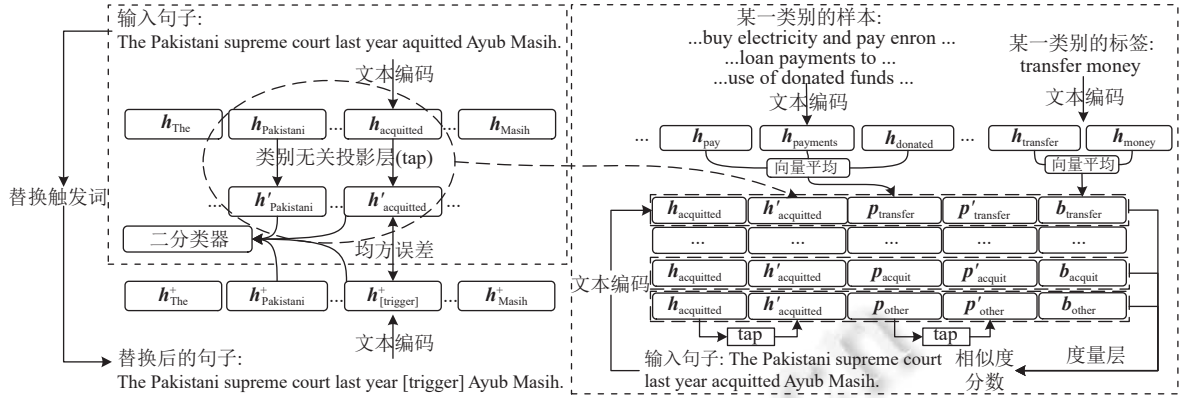 输入句子:
The Pakistani supreme court last year aquitted Ayub Masih.
文本编码
h_The h_Pakistani ... h_acquitted ... h_Masih
类别无关投影层(tap)
替换触发词
... h′_Pakistani ... h′_acquitted ...
二分类器
均方误差
h⁺_The h⁺_Pakistani ... h⁺_[trigger] ... h⁺_Masih
文本编码
替换后的句子:
The Pakistani supreme court last year [trigger] Ayub Masih.
某一类别的样本:
...buy electricity and pay enron ...
...loan payments to ...
...use of donated funds ...
文本编码
某一类别的标签:
transfer money
文本编码
... h_pay h_payments h_donated ... h_transfer h_money
向量平均 向量平均
h_acquitted h′_acquitted p_transfer p′_transfer b_transfer
... ... ... ... ...
文本编码
h_acquitted h′_acquitted p_acquit p′_acquit b_acquit
h_acquitted h′_acquitted p_other p′_other b_other
tap tap
输入句子: The Pakistani supreme court
last year acquitted Ayub Masih.
相似度
分数
度量层